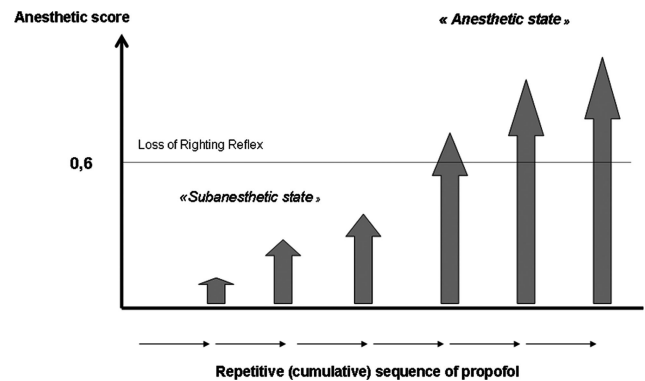 Anesthetic score
« Anesthetic state »
Loss of Righting Reflex
0,6
«Subanesthetic state »
Repetitive (cumulative) sequence of propofol